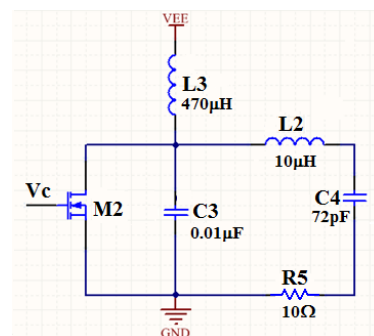 VEE
L3
470µH
L2
10µH
Vc
M2
C3
0.01µF
C4
72pF
R5
10Ω
GND